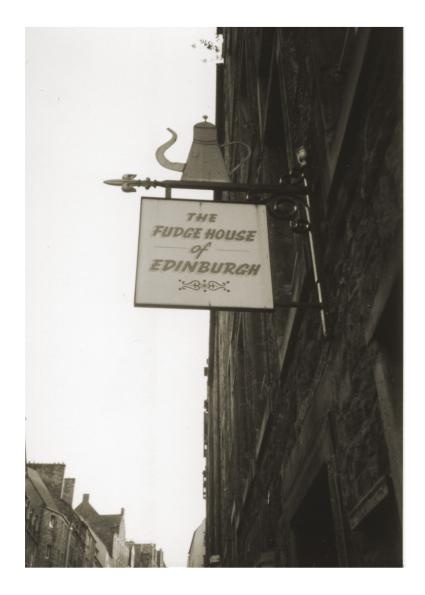 THE
FUDGE HOUSE
of
EDINBURGH